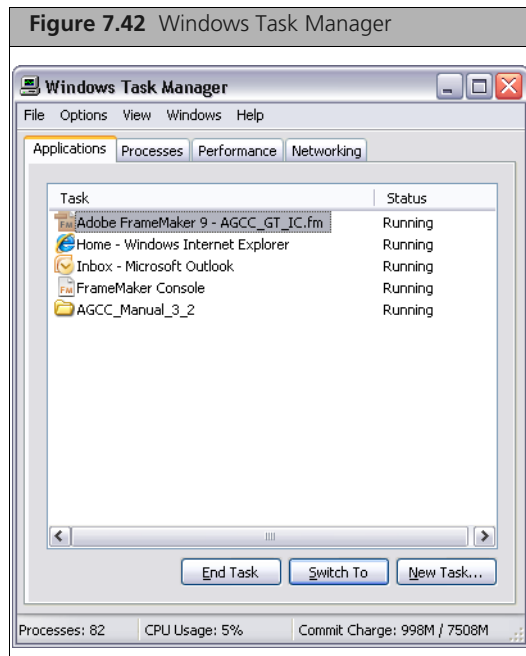 Figure 7.42 Windows Task Manager
Windows Task Manager
File Options View Windows Help
Applications Processes Performance Networking
Task Status
Adobe FrameMaker 9 - AGCC_GT_IC.fm Running
Home - Windows Internet Explorer Running
Inbox - Microsoft Outlook Running
FrameMaker Console Running
AGCC_Manual_3_2 Running
End Task Switch To New Task...
Processes: 82 CPU Usage: 5% Commit Charge: 998M / 7508M